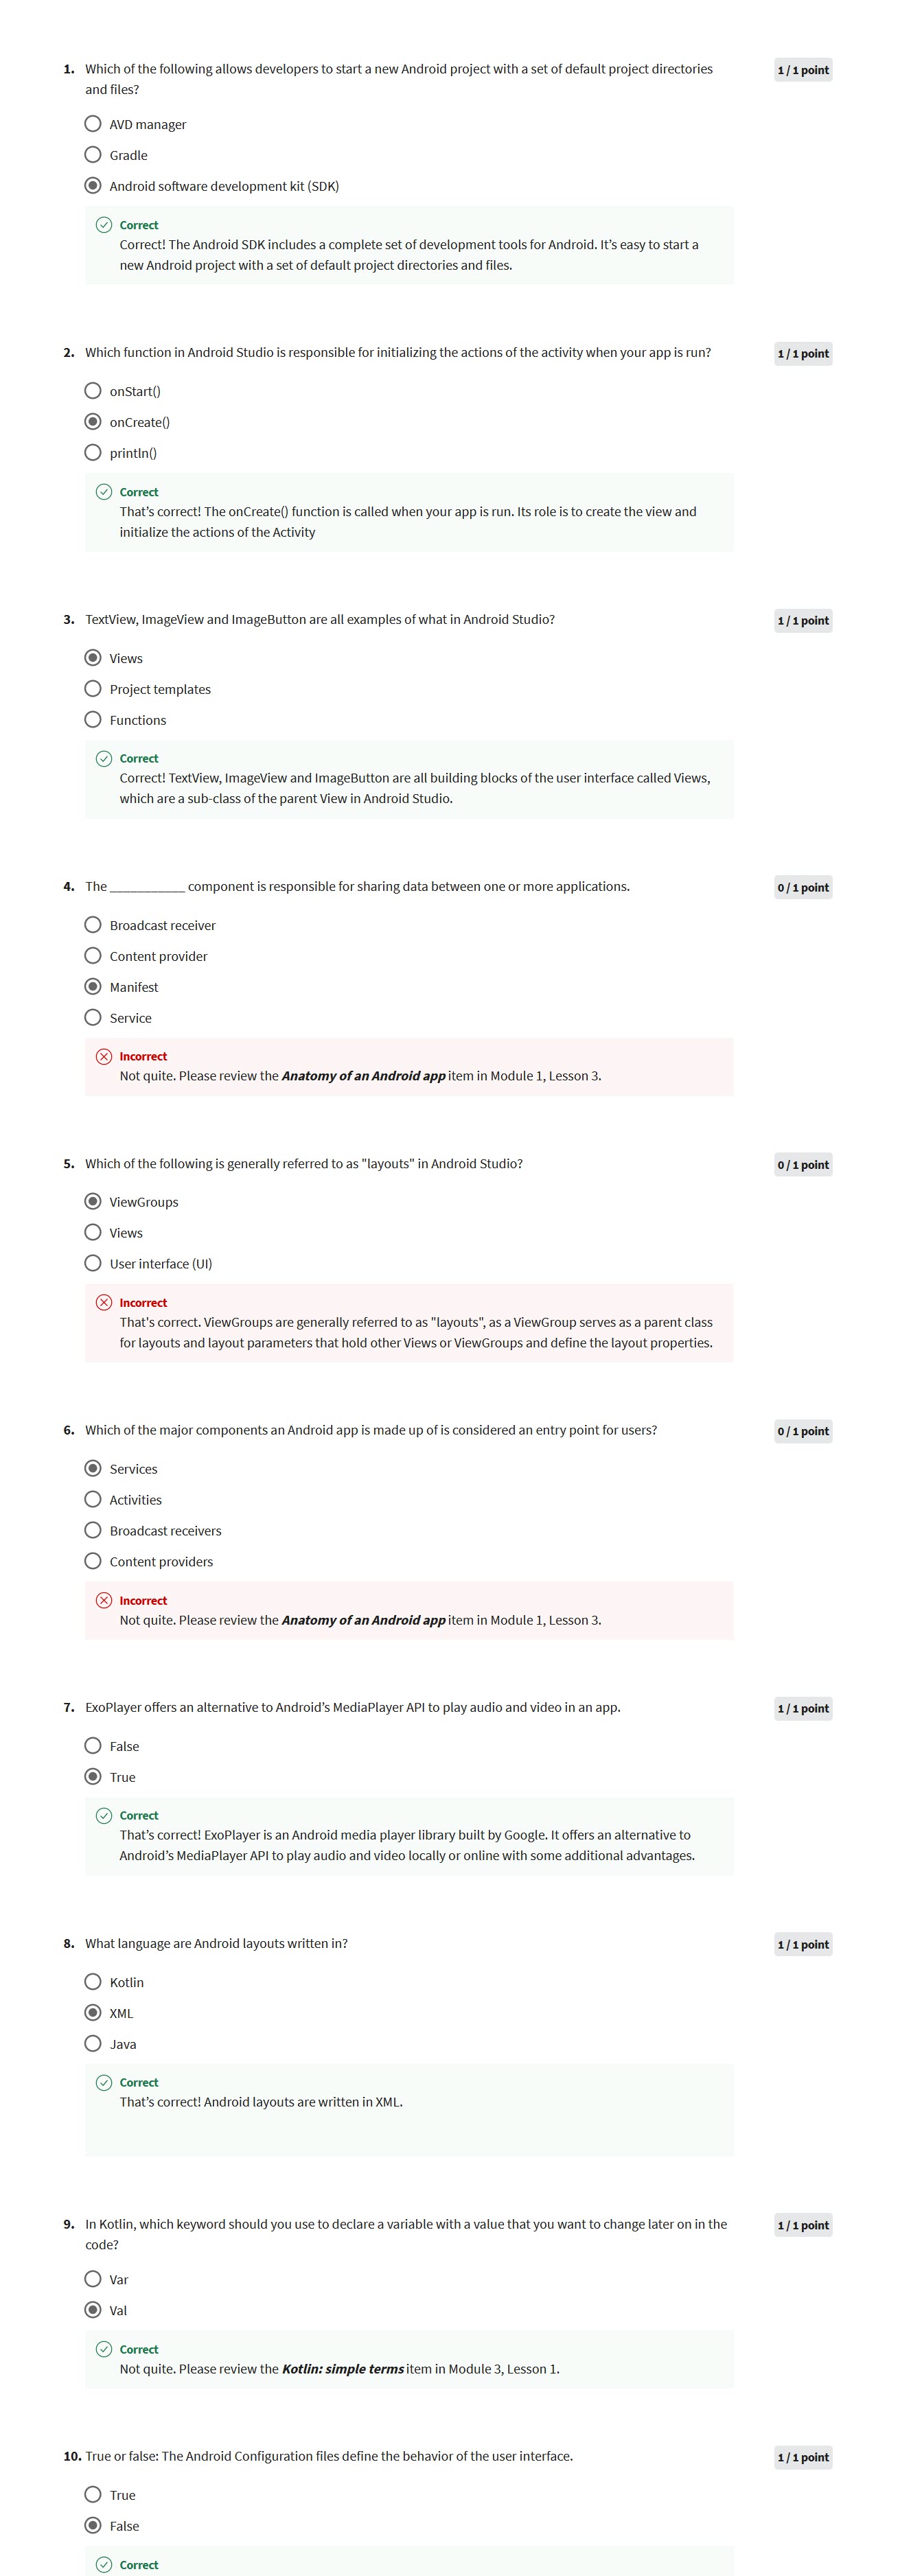 1. Which of the following allows developers to start a new Android project with a set of default project directories
and files?
1 / 1 point
AVD manager
Gradle
Android software development kit (SDK)
Correct
Correct! The Android SDK includes a complete set of development tools for Android. It’s easy to start a
new Android project with a set of default project directories and files.
2. Which function in Android Studio is responsible for initializing the actions of the activity when your app is run?
1 / 1 point
onStart()
onCreate()
println()
Correct
That’s correct! The onCreate() function is called when your app is run. Its role is to create the view and
initialize the actions of the Activity
3. TextView, ImageView and ImageButton are all examples of what in Android Studio?
1 / 1 point
Views
Project templates
Functions
Correct
Correct! TextView, ImageView and ImageButton are all building blocks of the user interface called Views,
which are a sub-class of the parent View in Android Studio.
4. The ___________ component is responsible for sharing data between one or more applications.
0 / 1 point
Broadcast receiver
Content provider
Manifest
Service
Incorrect
Not quite. Please review the Anatomy of an Android app item in Module 1, Lesson 3.
5. Which of the following is generally referred to as "layouts" in Android Studio?
0 / 1 point
ViewGroups
Views
User interface (UI)
Incorrect
That's correct. ViewGroups are generally referred to as "layouts", as a ViewGroup serves as a parent class
for layouts and layout parameters that hold other Views or ViewGroups and define the layout properties.
6. Which of the major components an Android app is made up of is considered an entry point for users?
0 / 1 point
Services
Activities
Broadcast receivers
Content providers
Incorrect
Not quite. Please review the Anatomy of an Android app item in Module 1, Lesson 3.
7. ExoPlayer offers an alternative to Android’s MediaPlayer API to play audio and video in an app.
1 / 1 point
False
True
Correct
That’s correct! ExoPlayer is an Android media player library built by Google. It offers an alternative to
Android’s MediaPlayer API to play audio and video locally or online with some additional advantages.
8. What language are Android layouts written in?
1 / 1 point
Kotlin
XML
Java
Correct
That’s correct! Android layouts are written in XML.
9. In Kotlin, which keyword should you use to declare a variable with a value that you want to change later on in the
code?
1 / 1 point
Var
Val
Correct
Not quite. Please review the Kotlin: simple terms item in Module 3, Lesson 1.
10. True or false: The Android Configuration files define the behavior of the user interface.
1 / 1 point
True
False
Correct